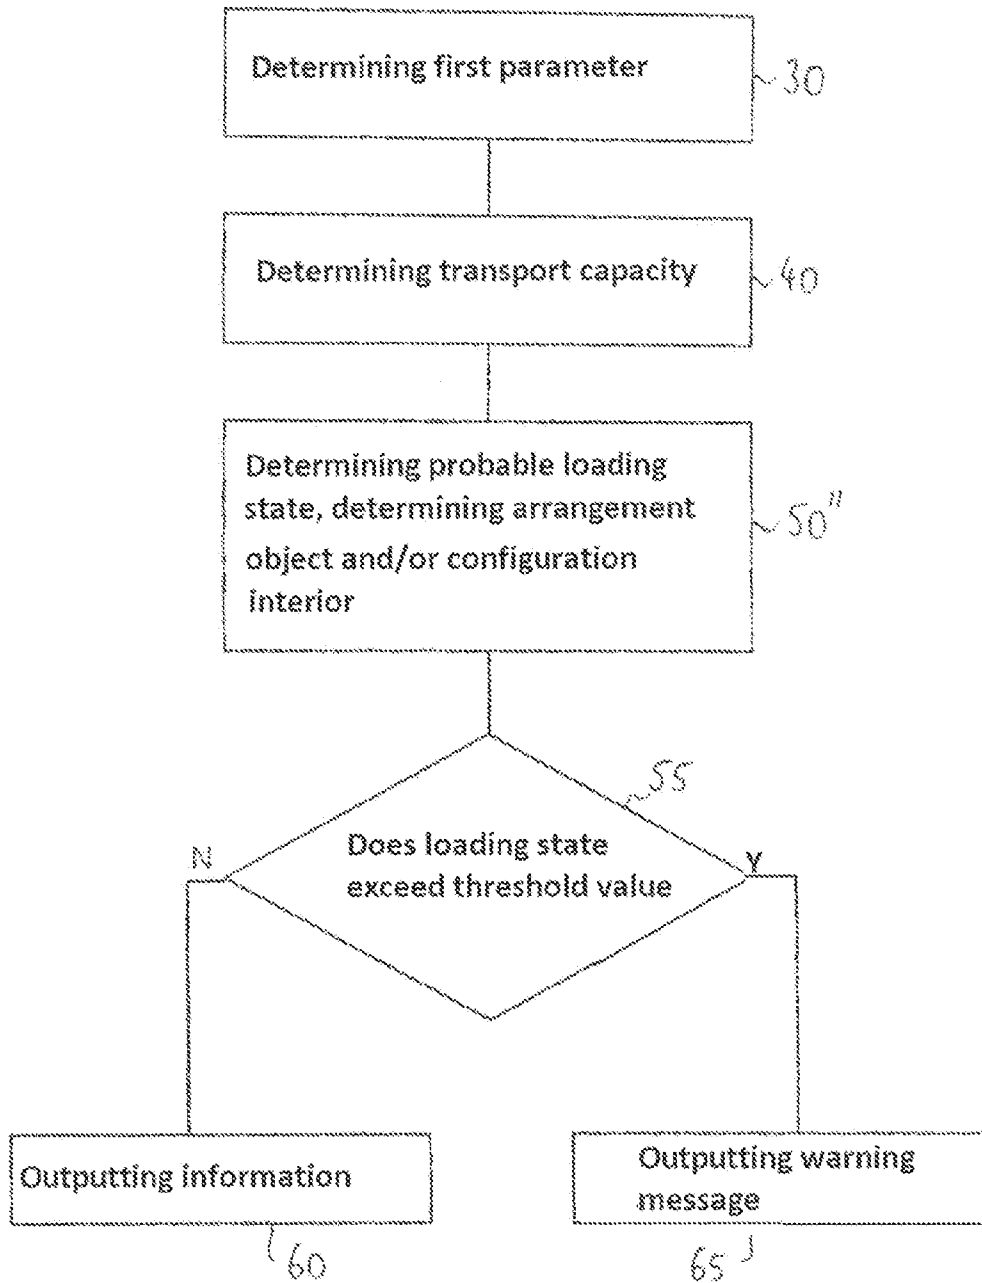 Determining first parameter
30
Determining transport capacity
40
Determining probable loading
state, determining arrangement
object and/or configuration
interior
50"
55
Does loading state
exceed threshold value
N
Y
Outputting information
60
Outputting warning
message
65